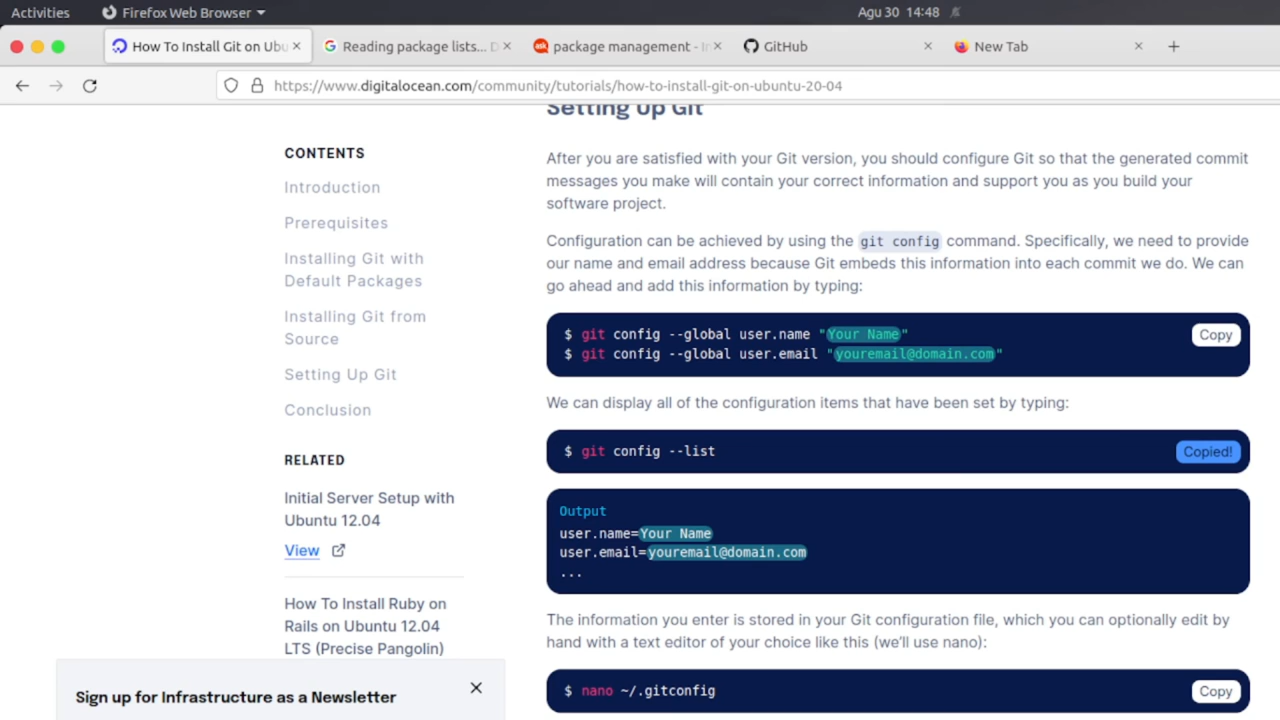 Activities
Firefox Web Browser
Agu 30 14:48
How To Install Git on Ubu
Reading package lists... D
package management - In
GitHub
New Tab
https://www.digitalocean.com/community/tutorials/how-to-install-git-on-ubuntu-20-04
CONTENTS
Introduction
Prerequisites
Installing Git with
Default Packages
Installing Git from
Source
Setting Up Git
Conclusion
RELATED
Initial Server Setup with
Ubuntu 12.04
View
How To Install Ruby on
Rails on Ubuntu 12.04
LTS (Precise Pangolin)
Sign up for Infrastructure as a Newsletter
Setting Up Git
After you are satisfied with your Git version, you should configure Git so that the generated commit
messages you make will contain your correct information and support you as you build your
software project.
Configuration can be achieved by using the git config command. Specifically, we need to provide
our name and email address because Git embeds this information into each commit we do. We can
go ahead and add this information by typing:
$ git config --global user.name "Your Name"
$ git config --global user.email "youremail@domain.com"
Copy
We can display all of the configuration items that have been set by typing:
$ git config --list
Copied!
Output
user.name=Your Name
user.email=youremail@domain.com
...
The information you enter is stored in your Git configuration file, which you can optionally edit by
hand with a text editor of your choice like this (we'll use nano):
$ nano ~/.gitconfig
Copy